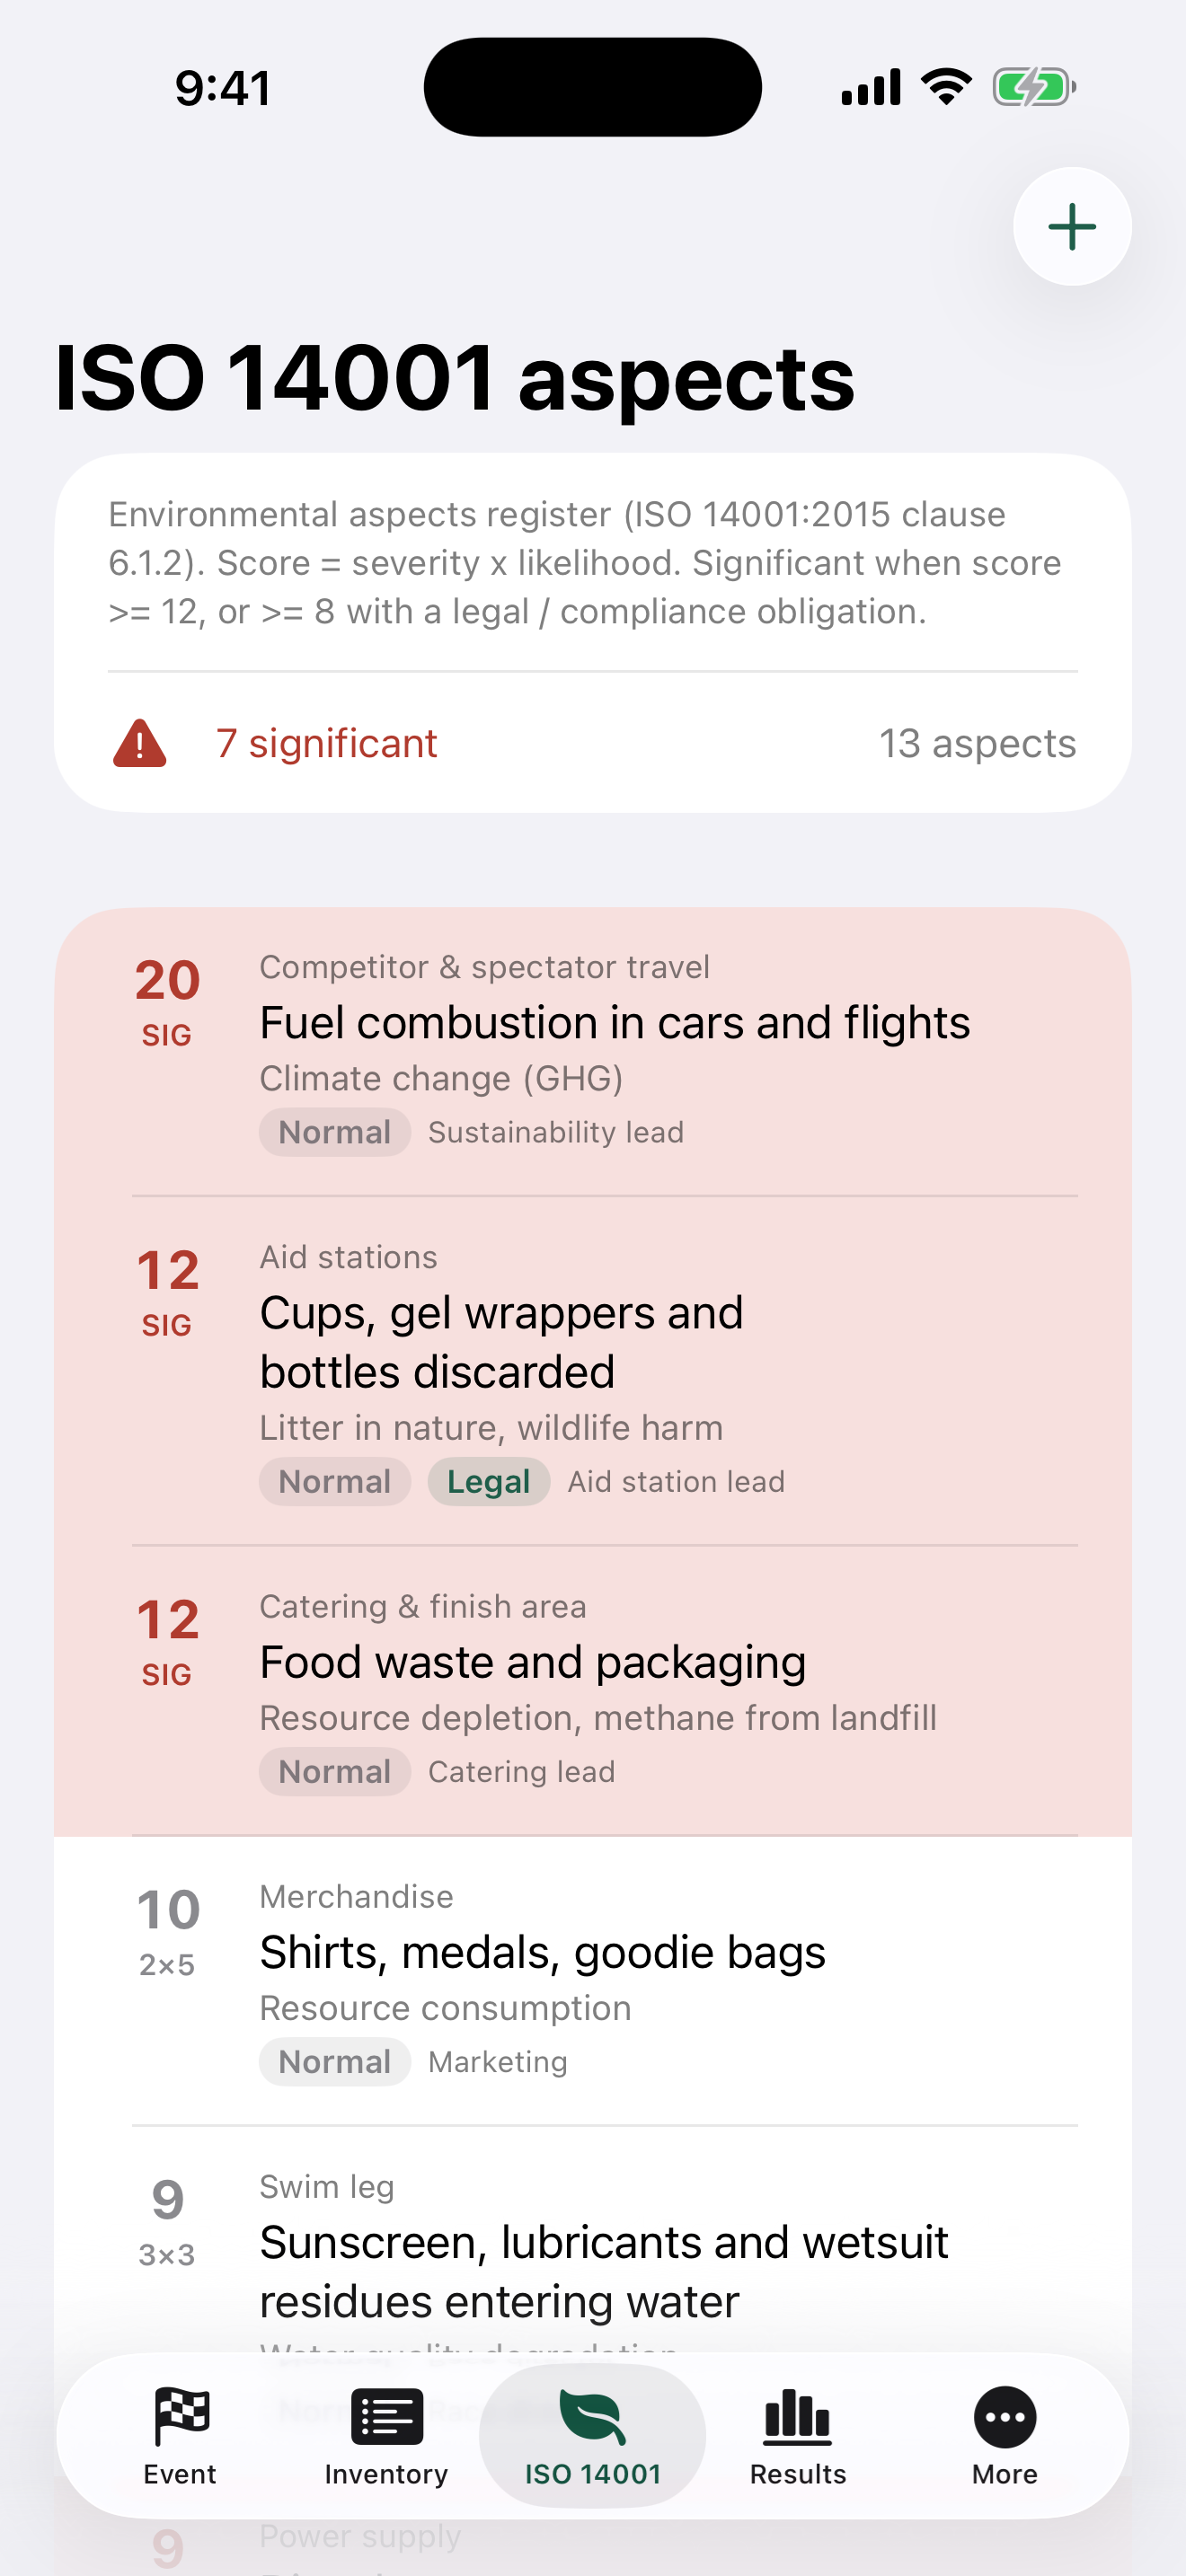 9:41
ISO 14001 aspects
Environmental aspects register (ISO 14001:2015 clause
6.1.2). Score = severity x likelihood. Significant when score
>= 12, or >= 8 with a legal / compliance obligation.
7 significant
13 aspects
20
SIG
Competitor & spectator travel
Fuel combustion in cars and flights
Climate change (GHG)
Normal
Sustainability lead
12
SIG
Aid stations
Cups, gel wrappers and
bottles discarded
Litter in nature, wildlife harm
Normal
Legal
Aid station lead
12
SIG
Catering & finish area
Food waste and packaging
Resource depletion, methane from landfill
Normal
Catering lead
10
2×5
Merchandise
Shirts, medals, goodie bags
Resource consumption
Normal
Marketing
9
3×3
Swim leg
Sunscreen, lubricants and wetsuit
residues entering water
Water quality degradation
Event
Inventory
ISO 14001
Results
More
9
Power supply